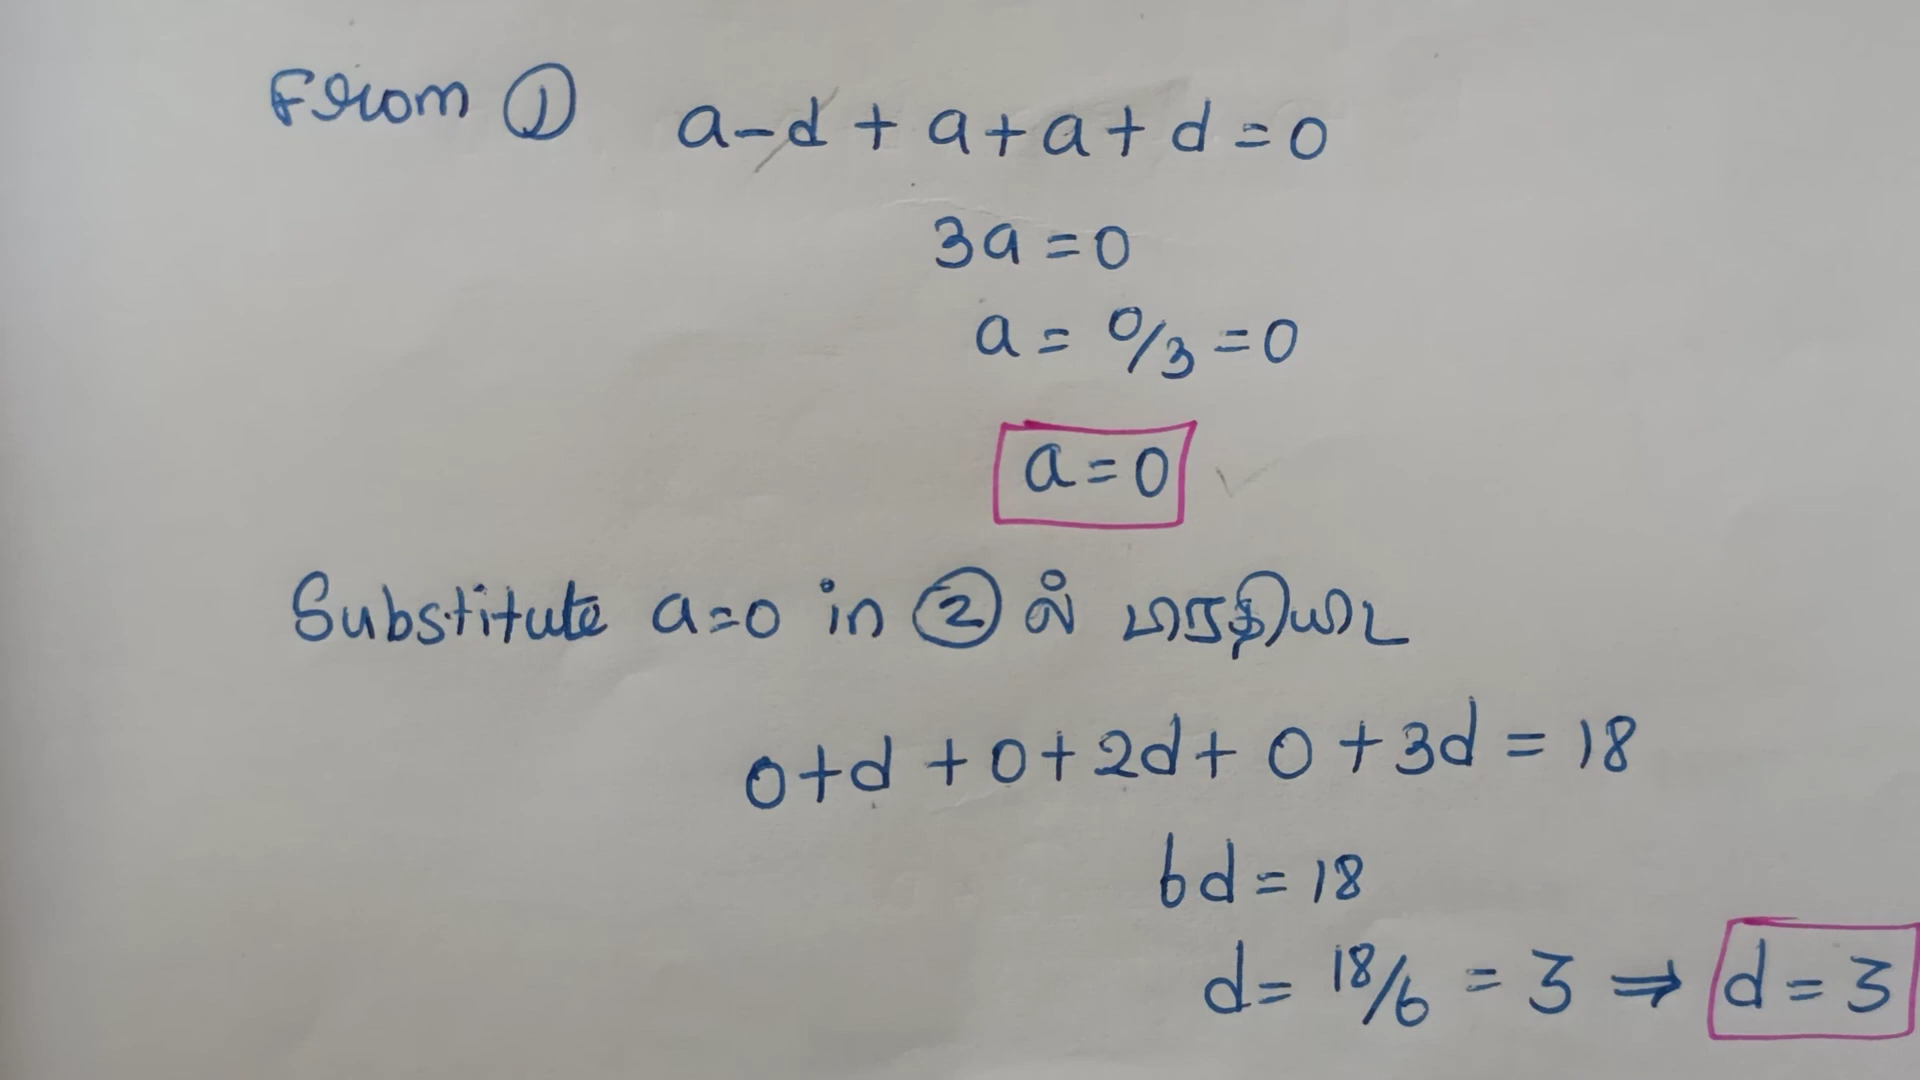 From ① a-d + a+a+d=0
3a=0
a= 0/3=0
a=0
Substitute a=0 in ② ல் பிரதியிட
0+d+0+2d+0+3d=18
6d=18
d= 18/6 = 3 ⇒ d=3